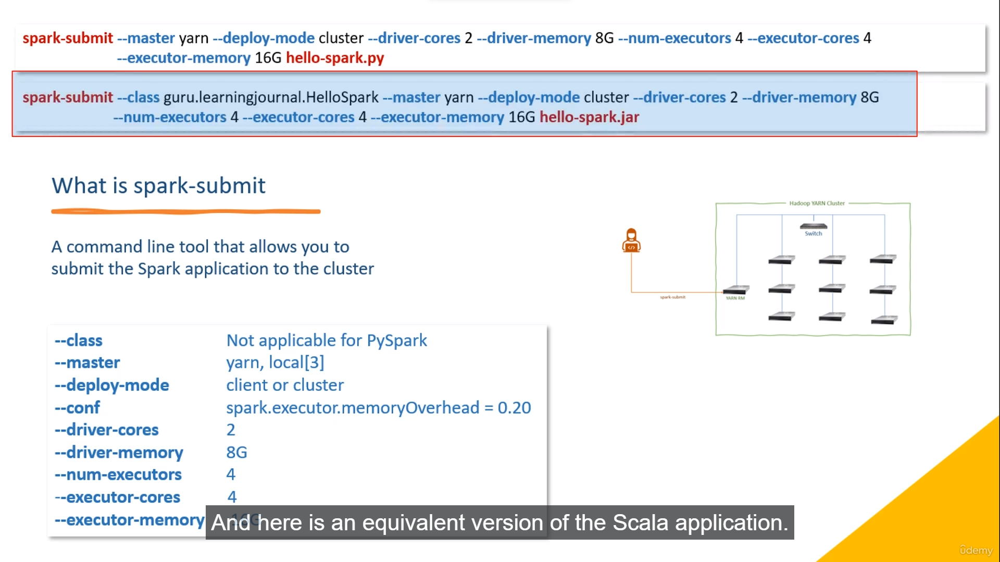 spark-submit --master yarn --deploy-mode cluster --driver-cores 2 --driver-memory 8G --num-executors 4 --executor-cores 4
--executor-memory 16G hello-spark.py
spark-submit --class guru.learningjournal.HelloSpark --master yarn --deploy-mode cluster --driver-cores 2 --driver-memory 8G
--num-executors 4 --executor-cores 4 --executor-memory 16G hello-spark.jar
What is spark-submit
A command line tool that allows you to
submit the Spark application to the cluster
Hadoop YARN Cluster
Switch
spark-submit
YARN RM
--class Not applicable for PySpark
--master yarn, local[3]
--deploy-mode client or cluster
--conf spark.executor.memoryOverhead = 0.20
--driver-cores 2
--driver-memory 8G
--num-executors 4
--executor-cores 4
--executor-memory 16G
And here is an equivalent version of the Scala application.
ûdemy